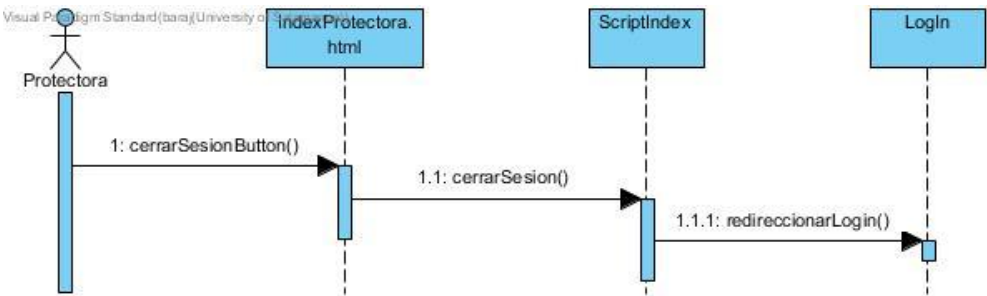 Visual Paradigm Standard(baraj(University of
IndexProtectora.
html
ScriptIndex
LogIn
Protectora
1: cerrarSesionButton()
1.1: cerrarSesion()
1.1.1: redireccionarLogin()